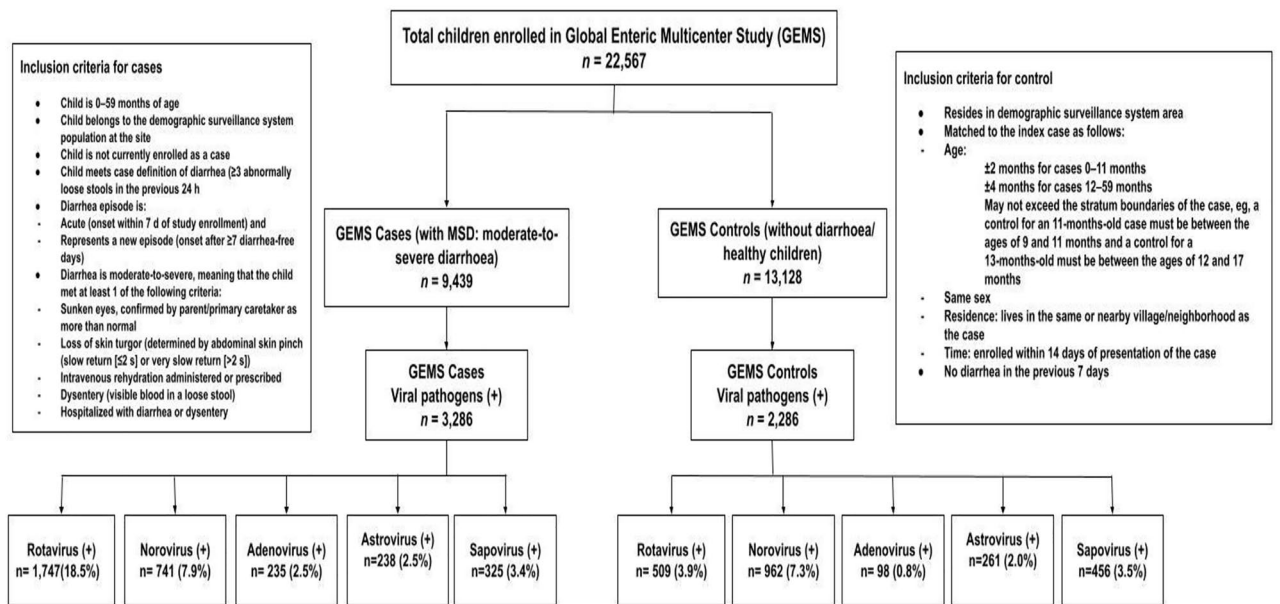 Total children enrolled in Global Enteric Multicenter Study (GEMS)
n = 22,567
Inclusion criteria for cases
● Child is 0–59 months of age
● Child belongs to the demographic surveillance system
population at the site
● Child is not currently enrolled as a case
● Child meets case definition of diarrhea (≥3 abnormally
loose stools in the previous 24 h
● Diarrhea episode is:
- Acute (onset within 7 d of study enrollment) and
- Represents a new episode (onset after ≥7 diarrhea-free
days)
● Diarrhea is moderate-to-severe, meaning that the child
met at least 1 of the following criteria:
- Sunken eyes, confirmed by parent/primary caretaker as
more than normal
- Loss of skin turgor (determined by abdominal skin pinch
(slow return [≤2 s] or very slow return [>2 s])
- Intravenous rehydration administered or prescribed
- Dysentery (visible blood in a loose stool)
- Hospitalized with diarrhea or dysentery
Inclusion criteria for control
● Resides in demographic surveillance system area
● Matched to the index case as follows:
- Age:
±2 months for cases 0–11 months
±4 months for cases 12–59 months
May not exceed the stratum boundaries of the case, eg, a
control for an 11-months-old case must be between the
ages of 9 and 11 months and a control for a
13-months-old must be between the ages of 12 and 17
months
- Same sex
- Residence: lives in the same or nearby village/neighborhood as
the case
- Time: enrolled within 14 days of presentation of the case
● No diarrhea in the previous 7 days
GEMS Cases (with MSD: moderate-to-
severe diarrhoea)
n = 9,439
GEMS Controls (without diarrhoea/
healthy children)
n = 13,128
GEMS Cases
Viral pathogens (+)
n = 3,286
GEMS Controls
Viral pathogens (+)
n = 2,286
Rotavirus (+)
n= 1,747(18.5%)
Norovirus (+)
n= 741 (7.9%)
Adenovirus (+)
n= 235 (2.5%)
Astrovirus (+)
n=238 (2.5%)
Sapovirus (+)
n=325 (3.4%)
Rotavirus (+)
n= 509 (3.9%)
Norovirus (+)
n= 962 (7.3%)
Adenovirus (+)
n= 98 (0.8%)
Astrovirus (+)
n=261 (2.0%)
Sapovirus (+)
n=456 (3.5%)